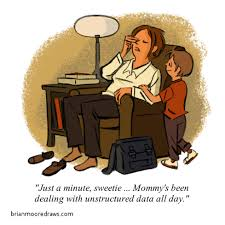 "Just a minute, sweetie ... Mommy's been
dealing with unstructured data all day."
brianmooredraws.com